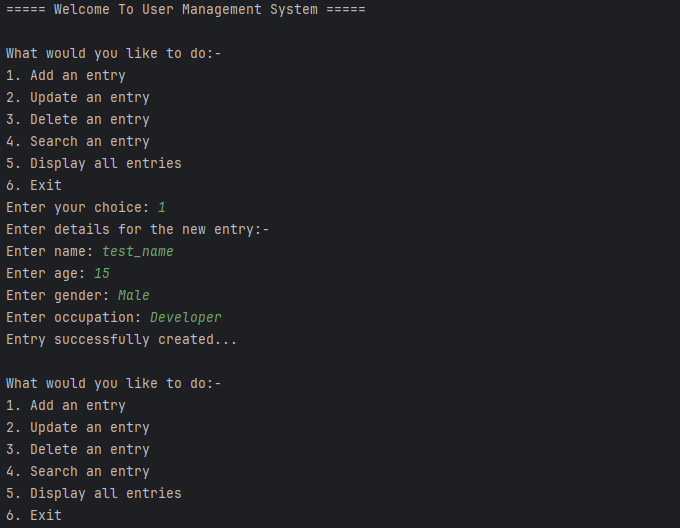 ===== Welcome To User Management System =====
What would you like to do:-
1. Add an entry
2. Update an entry
3. Delete an entry
4. Search an entry
5. Display all entries
6. Exit
Enter your choice: 1
Enter details for the new entry:-
Enter name: test_name
Enter age: 15
Enter gender: Male
Enter occupation: Developer
Entry successfully created...
What would you like to do:-
1. Add an entry
2. Update an entry
3. Delete an entry
4. Search an entry
5. Display all entries
6. Exit